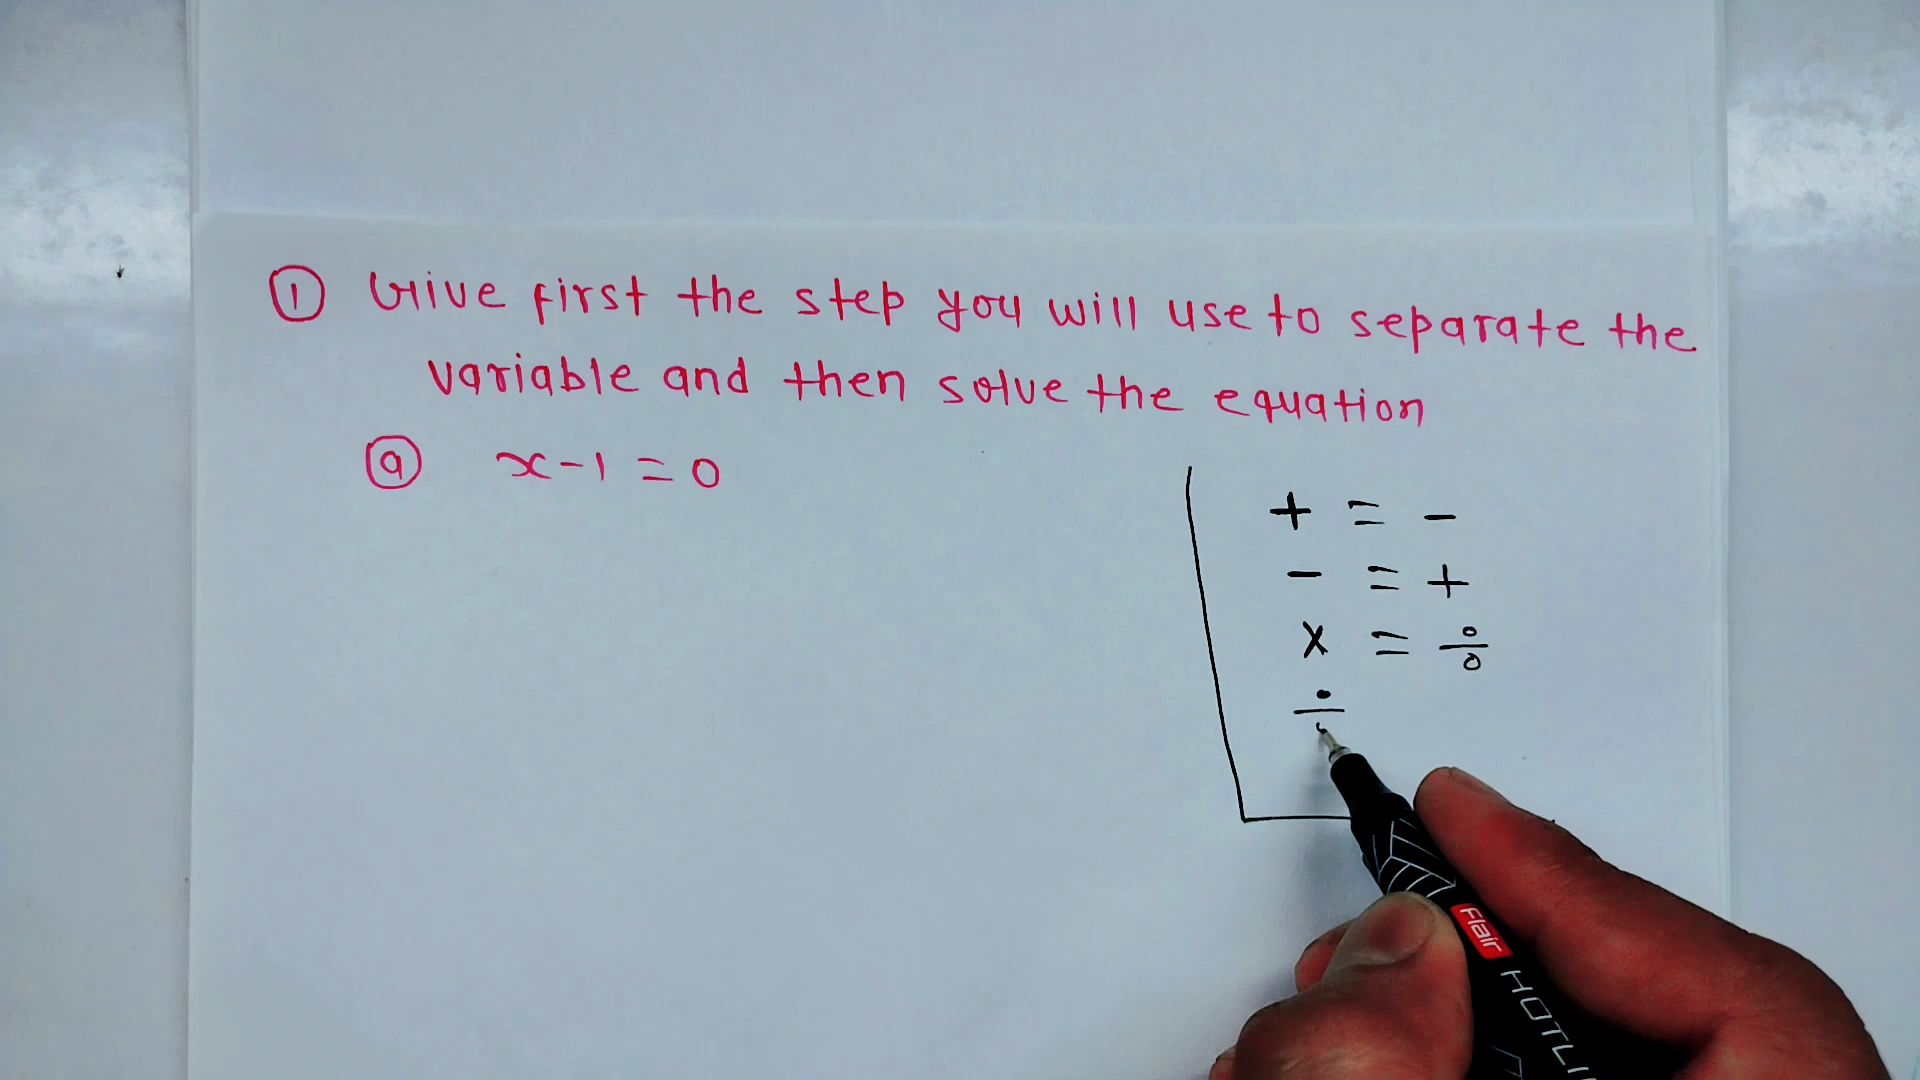 ① Give first the step you will use to separate the
variable and then solve the equation
ⓐ x-1=0
+ = -
- = +
× = ÷
÷
Flair HOTLI